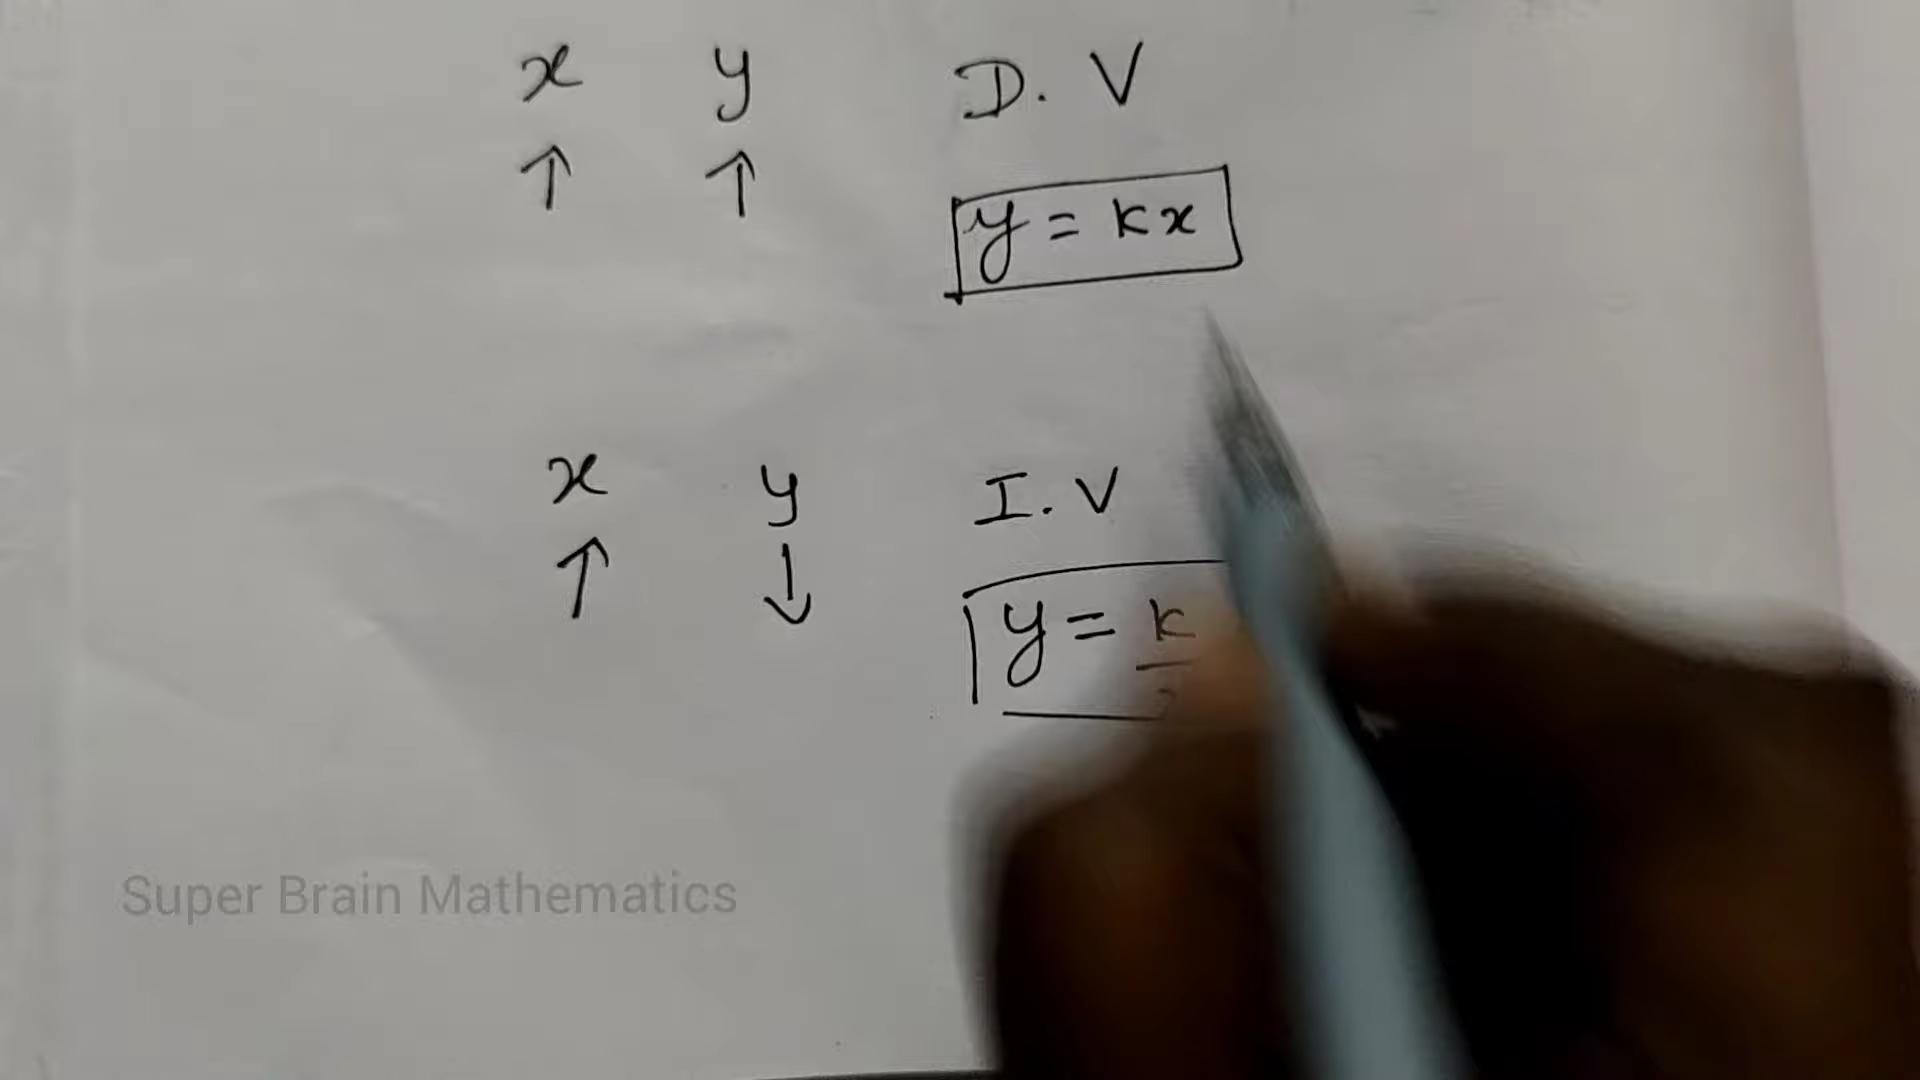 x y D. V
↑ ↑ y = kx
x y I. V
↑ ↓ y = k
Super Brain Mathematics